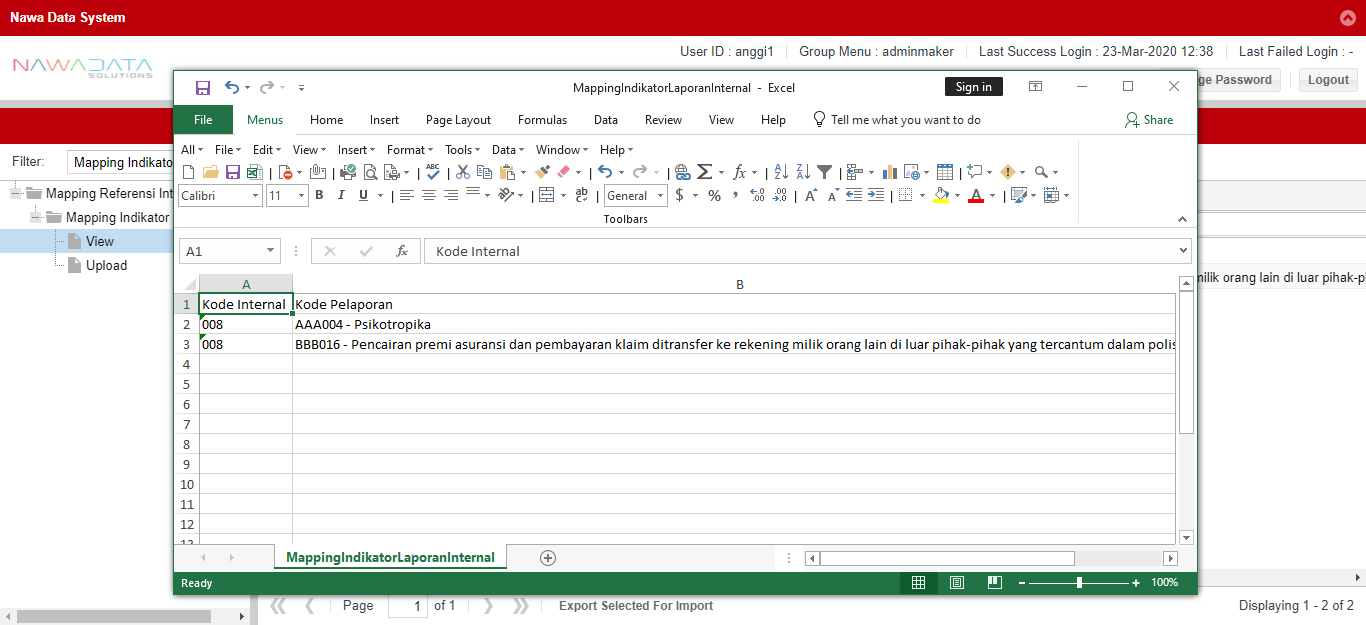 Nawa Data System
User ID : anggi1 Group Menu : adminmaker Last Success Login : 23-Mar-2020 12:38 Last Failed Login : -
NAWADATA
SOLUTIONS
ge Password Logout
MappingIndikatorLaporanInternal - Excel
Sign in
File Menus Home Insert Page Layout Formulas Data Review View Help Tell me what you want to do Share
All File Edit View Insert Format Tools Data Window Help
Calibri 11 B I U General $ % ,
Toolbars
A1 fx Kode Internal
A B
1 Kode Internal Kode Pelaporan
2 008 AAA004 - Psikotropika
3 008 BBB016 - Pencairan premi asuransi dan pembayaran klaim ditransfer ke rekening milik orang lain di luar pihak-pihak yang tercantum dalam polis
4
5
6
7
8
9
10
11
12
MappingIndikatorLaporanInternal
Ready 100%
Filter: Mapping Indikato
Mapping Referensi Int
Mapping Indikator
View
Upload
milik orang lain di luar pihak-p
Page 1 of 1 Export Selected For Import Displaying 1 - 2 of 2